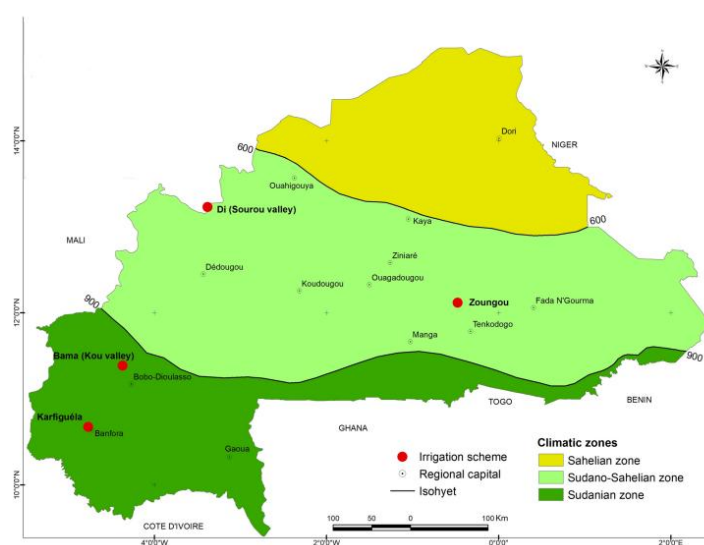 14°0'0"N
12°0'0"N
10°0'0"N
600
Dori
NIGER
Ouahigouya
Di (Sourou valley)
Kaya
600
MALI
Ziniaré
Dédougou
Koudougou
Ouagadougou
Zoungou
Fada N'Gourma
900
Manga
Tenkodogo
900
Bama (Kou valley)
Bobo-Dioulasso
TOGO
BENIN
Karfiguéla
Banfora
GHANA
Gaoua
COTE D'IVOIRE
Irrigation scheme
Regional capital
Isohyet
Climatic zones
Sahelian zone
Sudano-Sahelian zone
Sudanian zone
100 50 0 100 Km
4°0'0"W
2°0'0"W
0°0'0"
2°0'0"E